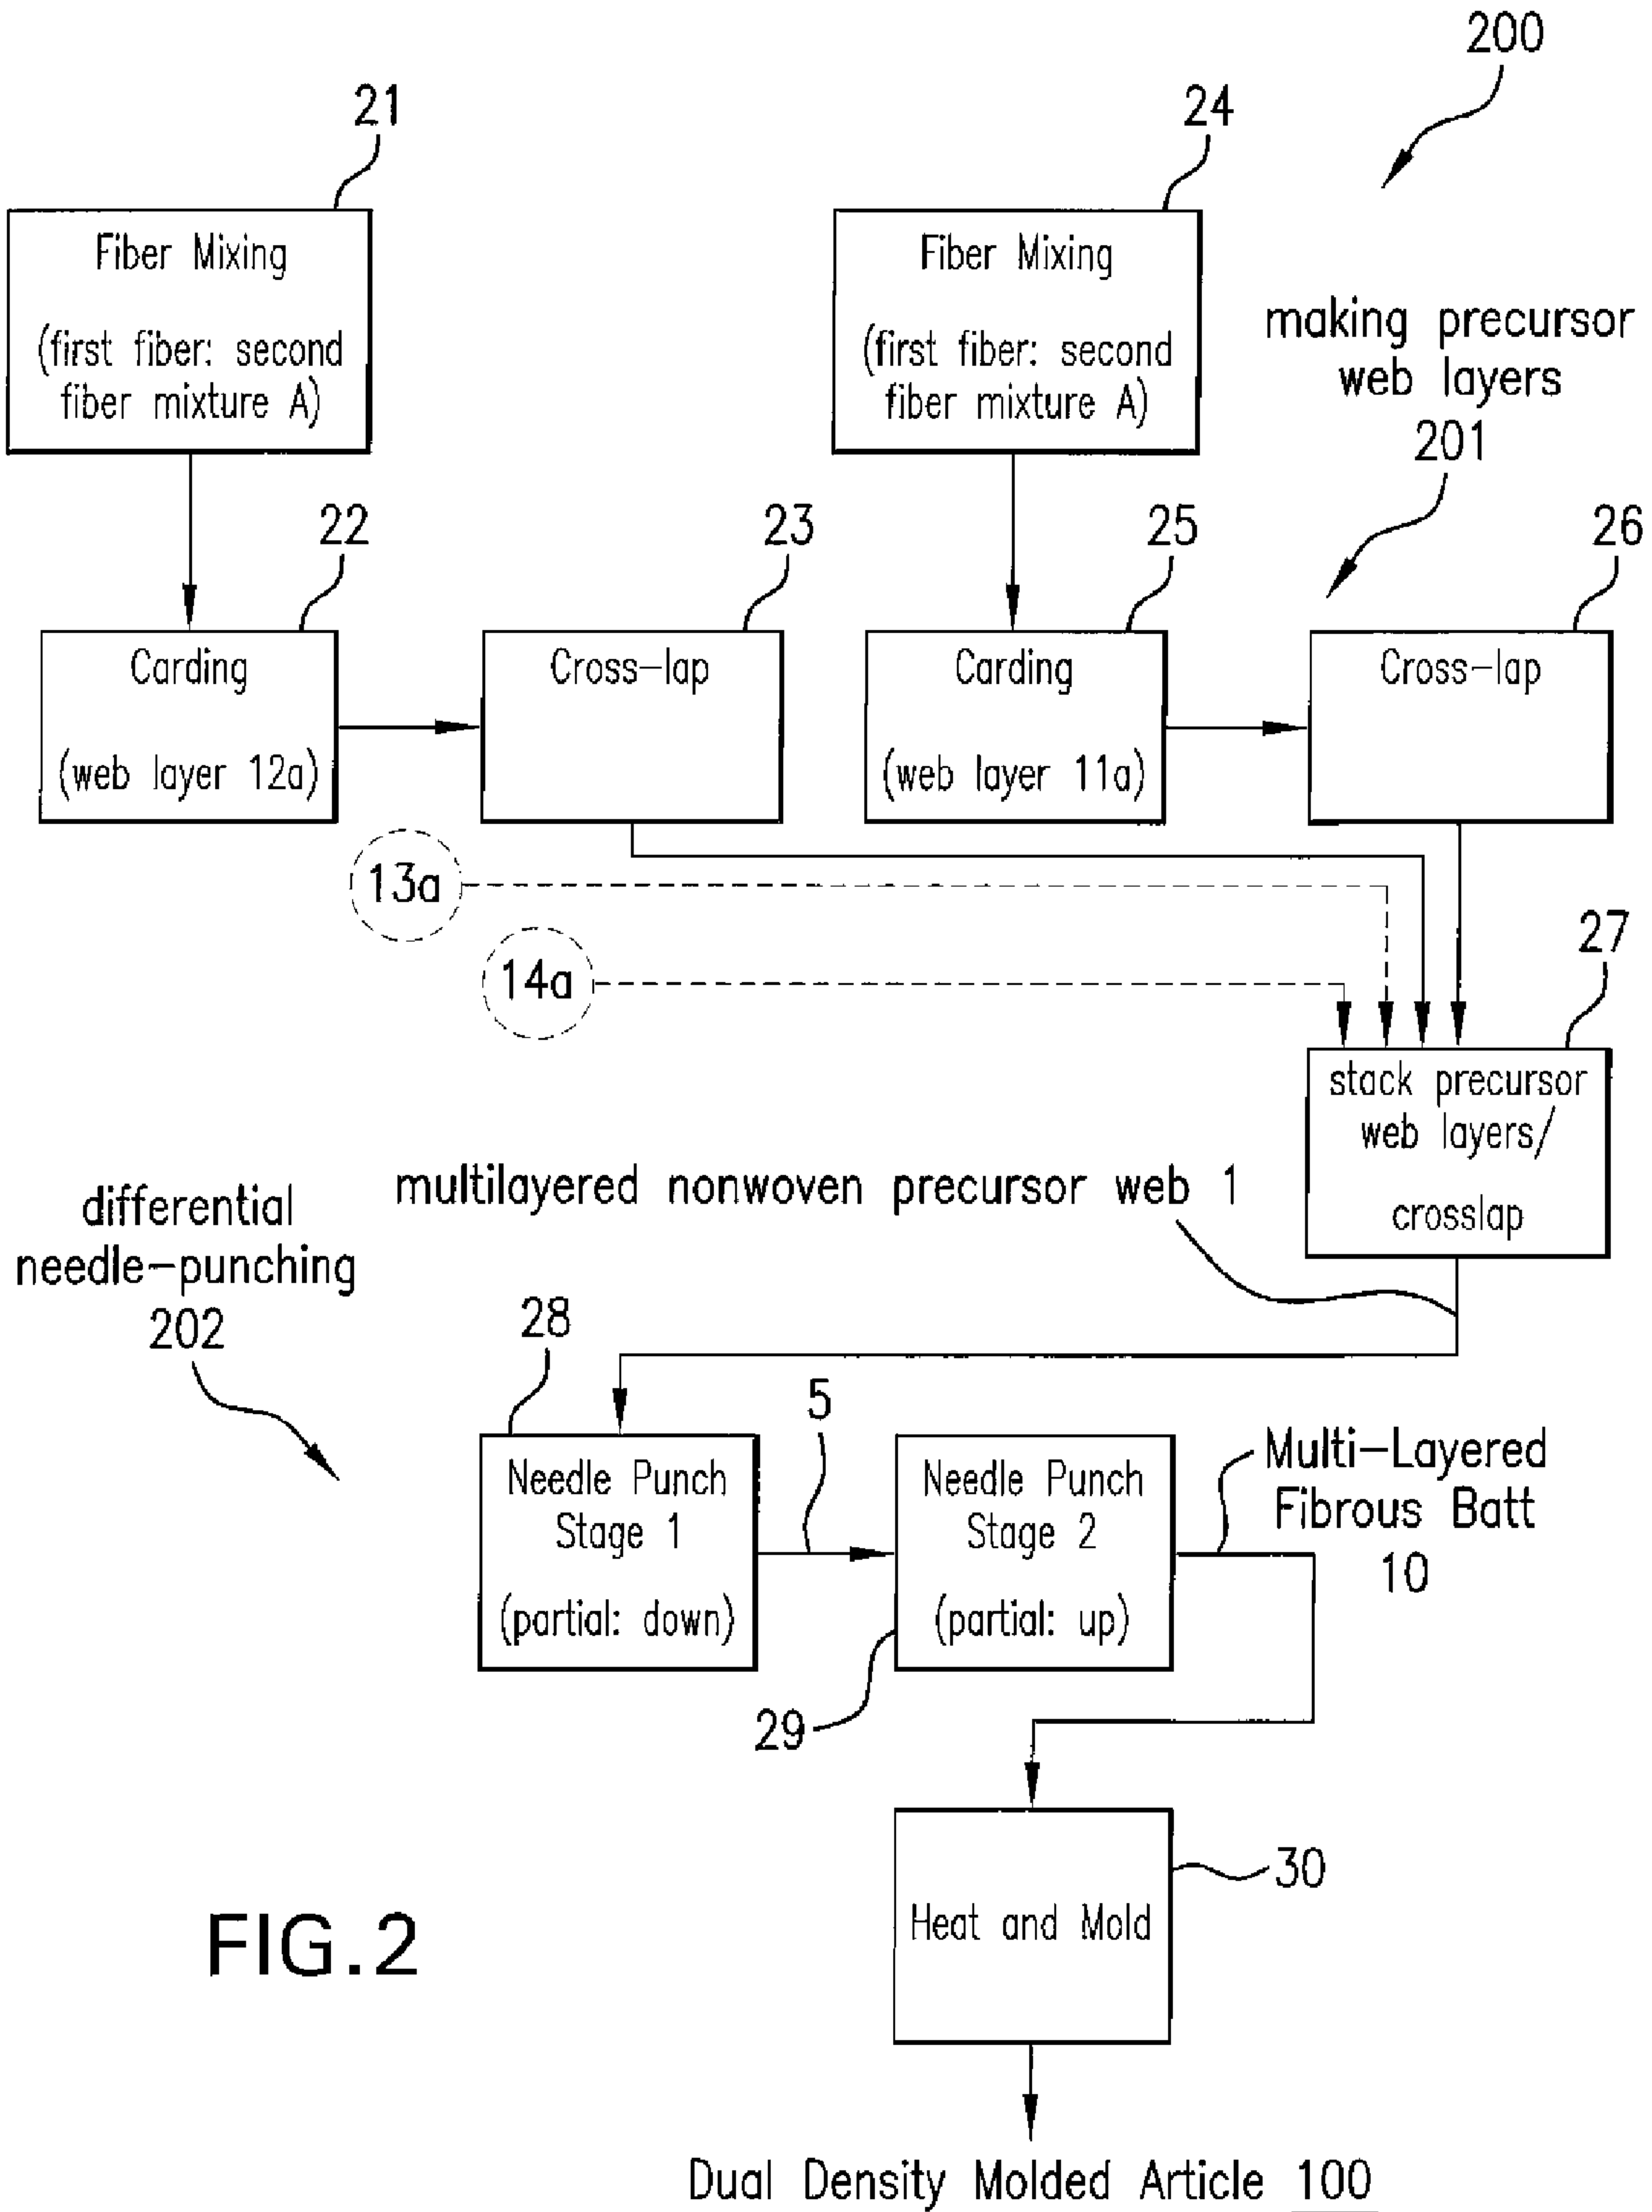 200
21
24
Fiber Mixing
(first fiber: second
fiber mixture A)
Fiber Mixing
(first fiber: second
fiber mixture A)
making precursor
web layers
201
22
23
25
26
Carding
(web layer 12a)
Cross-lap
Carding
(web layer 11a)
Cross-lap
13a
14a
27
stack precursor
web layers/
crosslap
multilayered nonwoven precursor web 1
differential
needle-punching
202
28
5
Needle Punch
Stage 1
(partial: down)
Needle Punch
Stage 2
(partial: up)
Multi-Layered
Fibrous Batt
10
29
30
Heat and Mold
FIG.2
Dual Density Molded Article 100